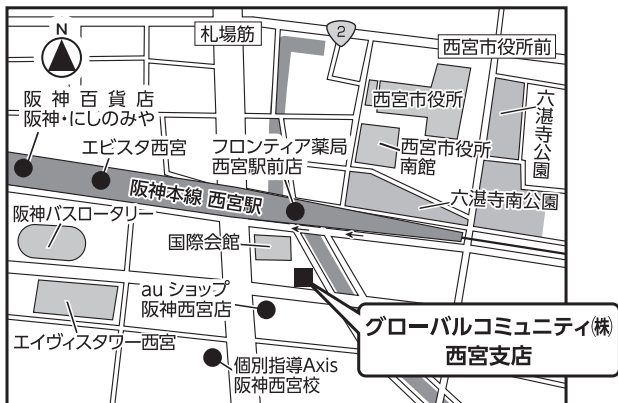 N
札場筋
2
西宮市役所前
阪神百貨店
阪神・にしのみや
西宮市役所
六湛寺公園
エビスタ西宮
フロンティア薬局
西宮駅前店
西宮市役所
南館
阪神本線 西宮駅
六湛寺南公園
阪神バスロータリー
国際会館
auショップ
阪神西宮店
グローバルコミュニティ㈱
西宮支店
エイヴィスタワー西宮
個別指導Axis
阪神西宮校